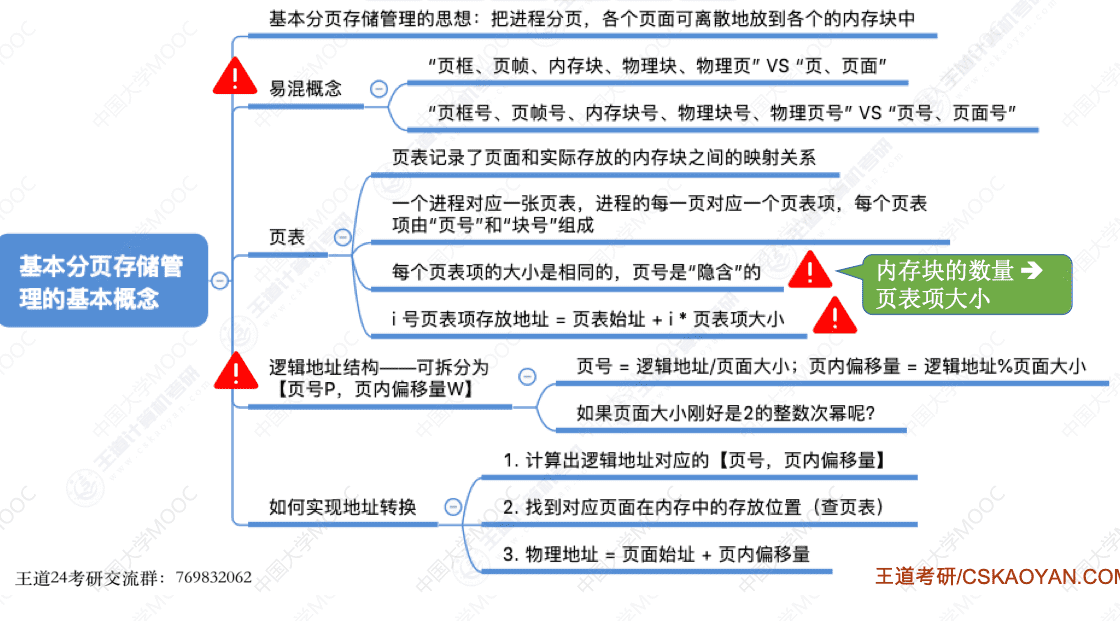 基本分页存储管理的思想：把进程分页，各个页面可离散地放到各个的内存块中
易混概念
“页框、页帧、内存块、物理块、物理页” VS “页、页面”
“页框号、页帧号、内存块号、物理块号、物理页号” VS “页号、页面号”
页表记录了页面和实际存放的内存块之间的映射关系
一个进程对应一张页表，进程的每一页对应一个页表项，每个页表
项由“页号”和“块号”组成
页表
基本分页存储管
理的基本概念
每个页表项的大小是相同的，页号是“隐含”的
内存块的数量 ➔
页表项大小
i 号页表项存放地址 = 页表始址 + i * 页表项大小
逻辑地址结构——可拆分为
【页号P，页内偏移量W】
页号 = 逻辑地址/页面大小；页内偏移量 = 逻辑地址%页面大小
如果页面大小刚好是2的整数次幂呢?
如何实现地址转换
1. 计算出逻辑地址对应的【页号，页内偏移量】
2. 找到对应页面在内存中的存放位置（查页表）
3. 物理地址 = 页面始址 + 页内偏移量
王道24考研交流群：769832062
王道考研/CSKAOYAN.COM